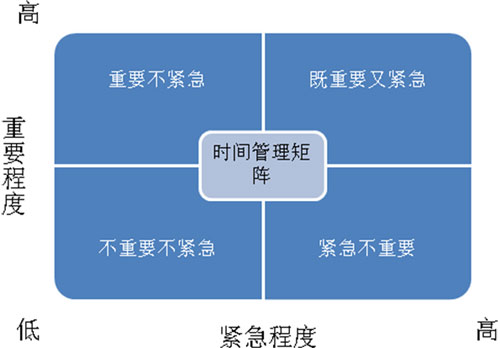 高
重要不紧急
既重要又紧急
重要程度
时间管理矩
阵
不重要不紧急
紧急不重要
低
紧急程度
高